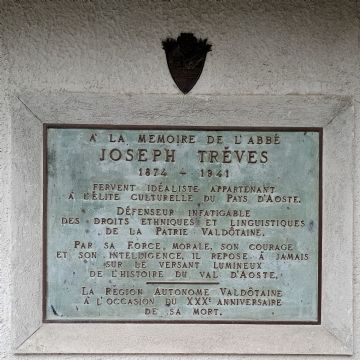 A LA MEMOIRE DE L'ABBÉ
JOSEPH TRÈVES
1874 - 1941
FERVENT IDÉALISTE APPARTENANT
À L'ÉLITE CULTURELLE DU PAYS D'AOSTE.
DÉFENSEUR INFATIGABLE
DES DROITS ETHNIQUES ET LINGUISTIQUES
DE LA PATRIE VALDÔTAINE.
PAR SA FORCE, MORALE, SON COURAGE
ET SON INTELLIGENCE, IL REPOSE À JAMAIS
SUR LE VERSANT LUMINEUX
DE L'HISTOIRE DU VAL D'AOSTE.
LA RÉGION AUTONOME VALDÔTAINE
À L'OCCASION DU XXXE ANNIVERSAIRE
DE SA MORT.